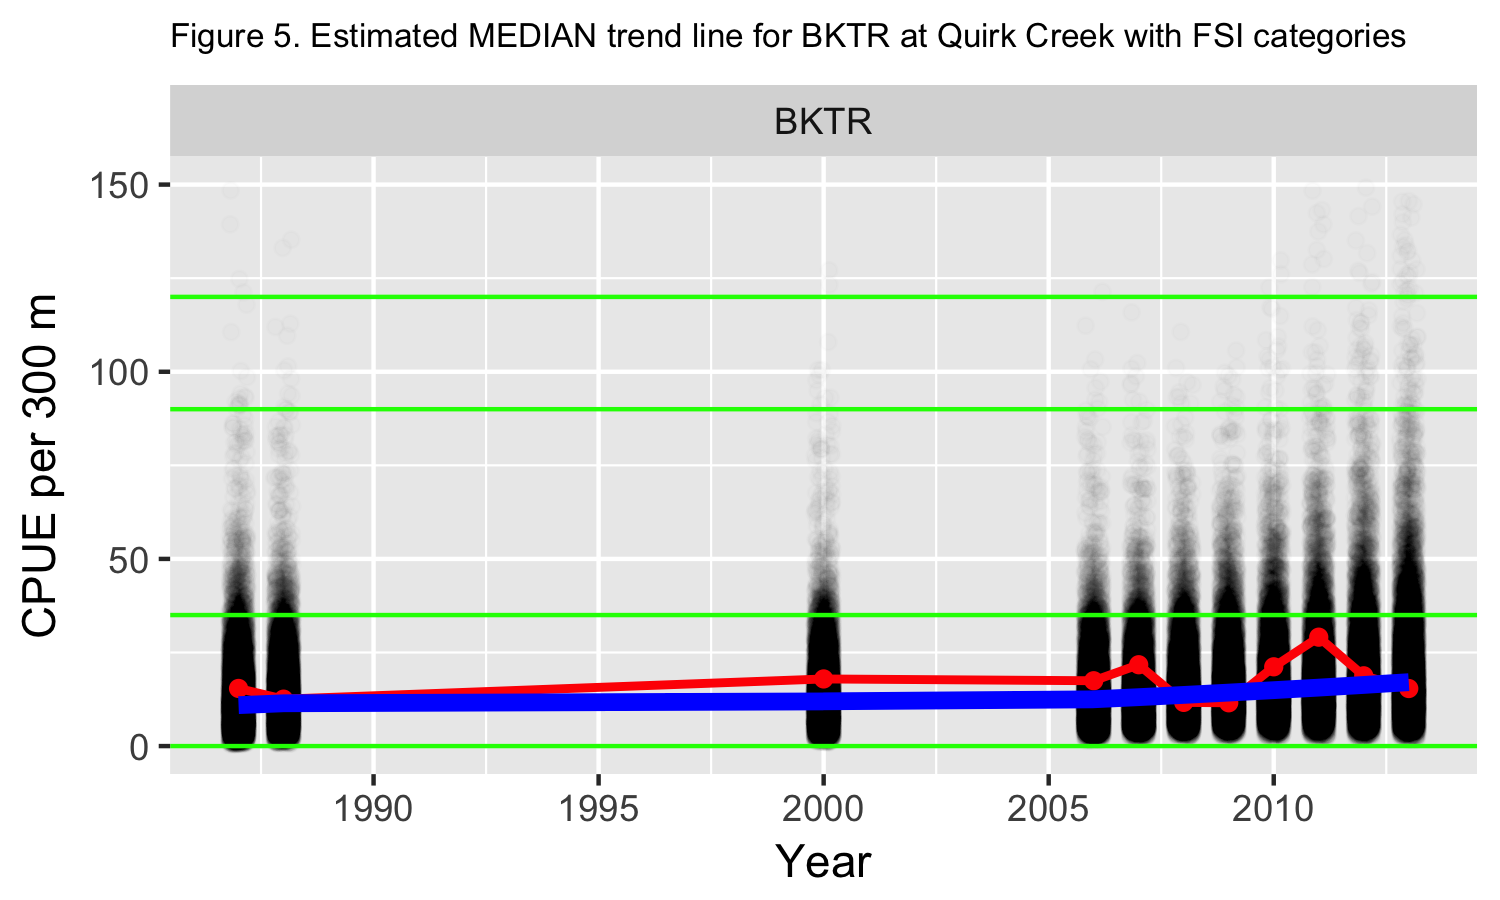 Figure 5. Estimated MEDIAN trend line for BKTR at Quirk Creek with FSI categories
BKTR
150
100
50
0
CPUE per 300 m
1990 1995 2000 2005 2010
Year